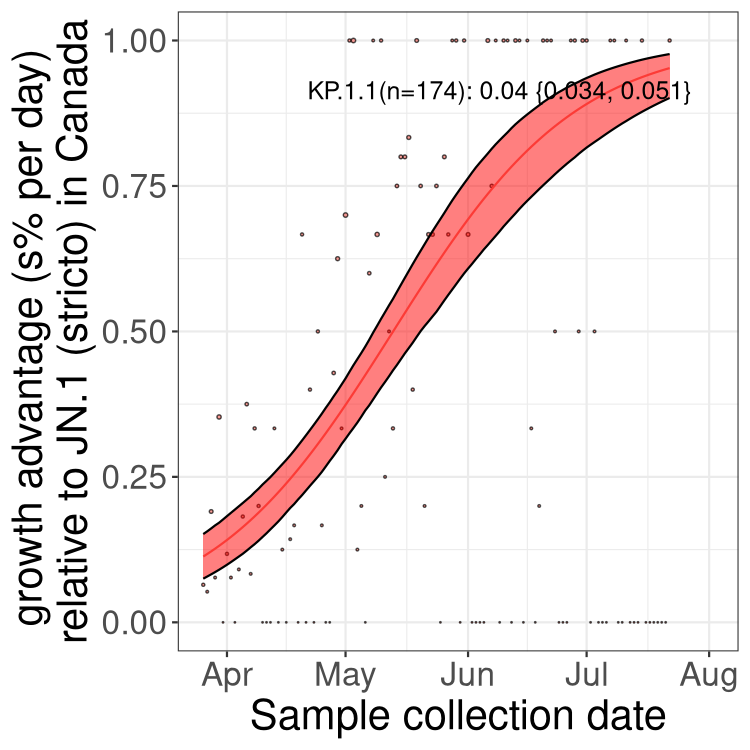 growth advantage (s% per day)
relative to JN.1 (stricto) in Canada
1.00
0.75
0.50
0.25
0.00
KP.1.1(n=174): 0.04 {0.034, 0.051}
Apr May Jun Jul Aug
Sample collection date